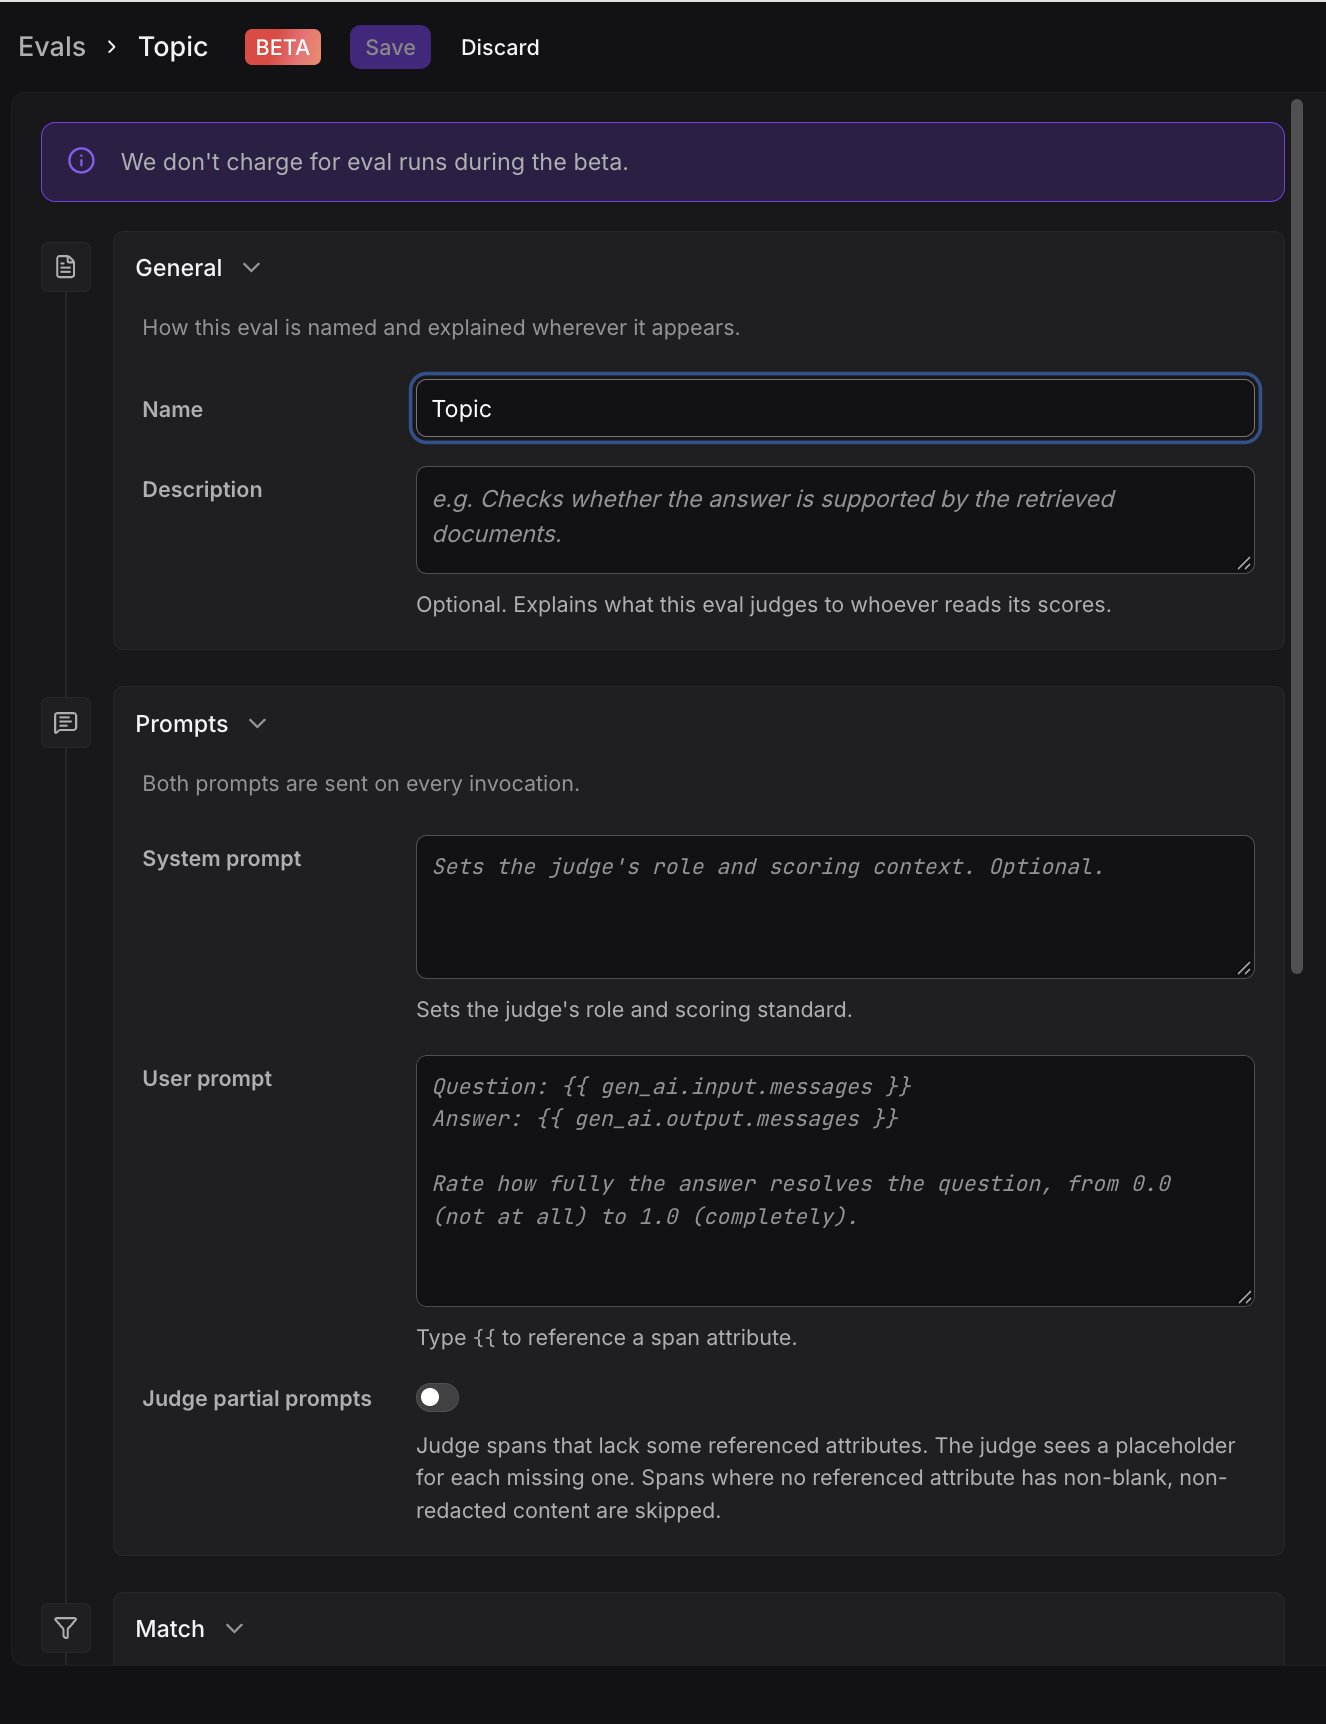 Evals > Topic BETA Save Discard
We don't charge for eval runs during the beta.
General
How this eval is named and explained wherever it appears.
Name
Topic
Description
e.g. Checks whether the answer is supported by the retrieved
documents.
Optional. Explains what this eval judges to whoever reads its scores.
Prompts
Both prompts are sent on every invocation.
System prompt
Sets the judge's role and scoring context. Optional.
Sets the judge's role and scoring standard.
User prompt
Question: {{ gen_ai.input.messages }}
Answer: {{ gen_ai.output.messages }}
Rate how fully the answer resolves the question, from 0.0
(not at all) to 1.0 (completely).
Type {{ to reference a span attribute.
Judge partial prompts
Judge spans that lack some referenced attributes. The judge sees a placeholder
for each missing one. Spans where no referenced attribute has non-blank, non-
redacted content are skipped.
Match